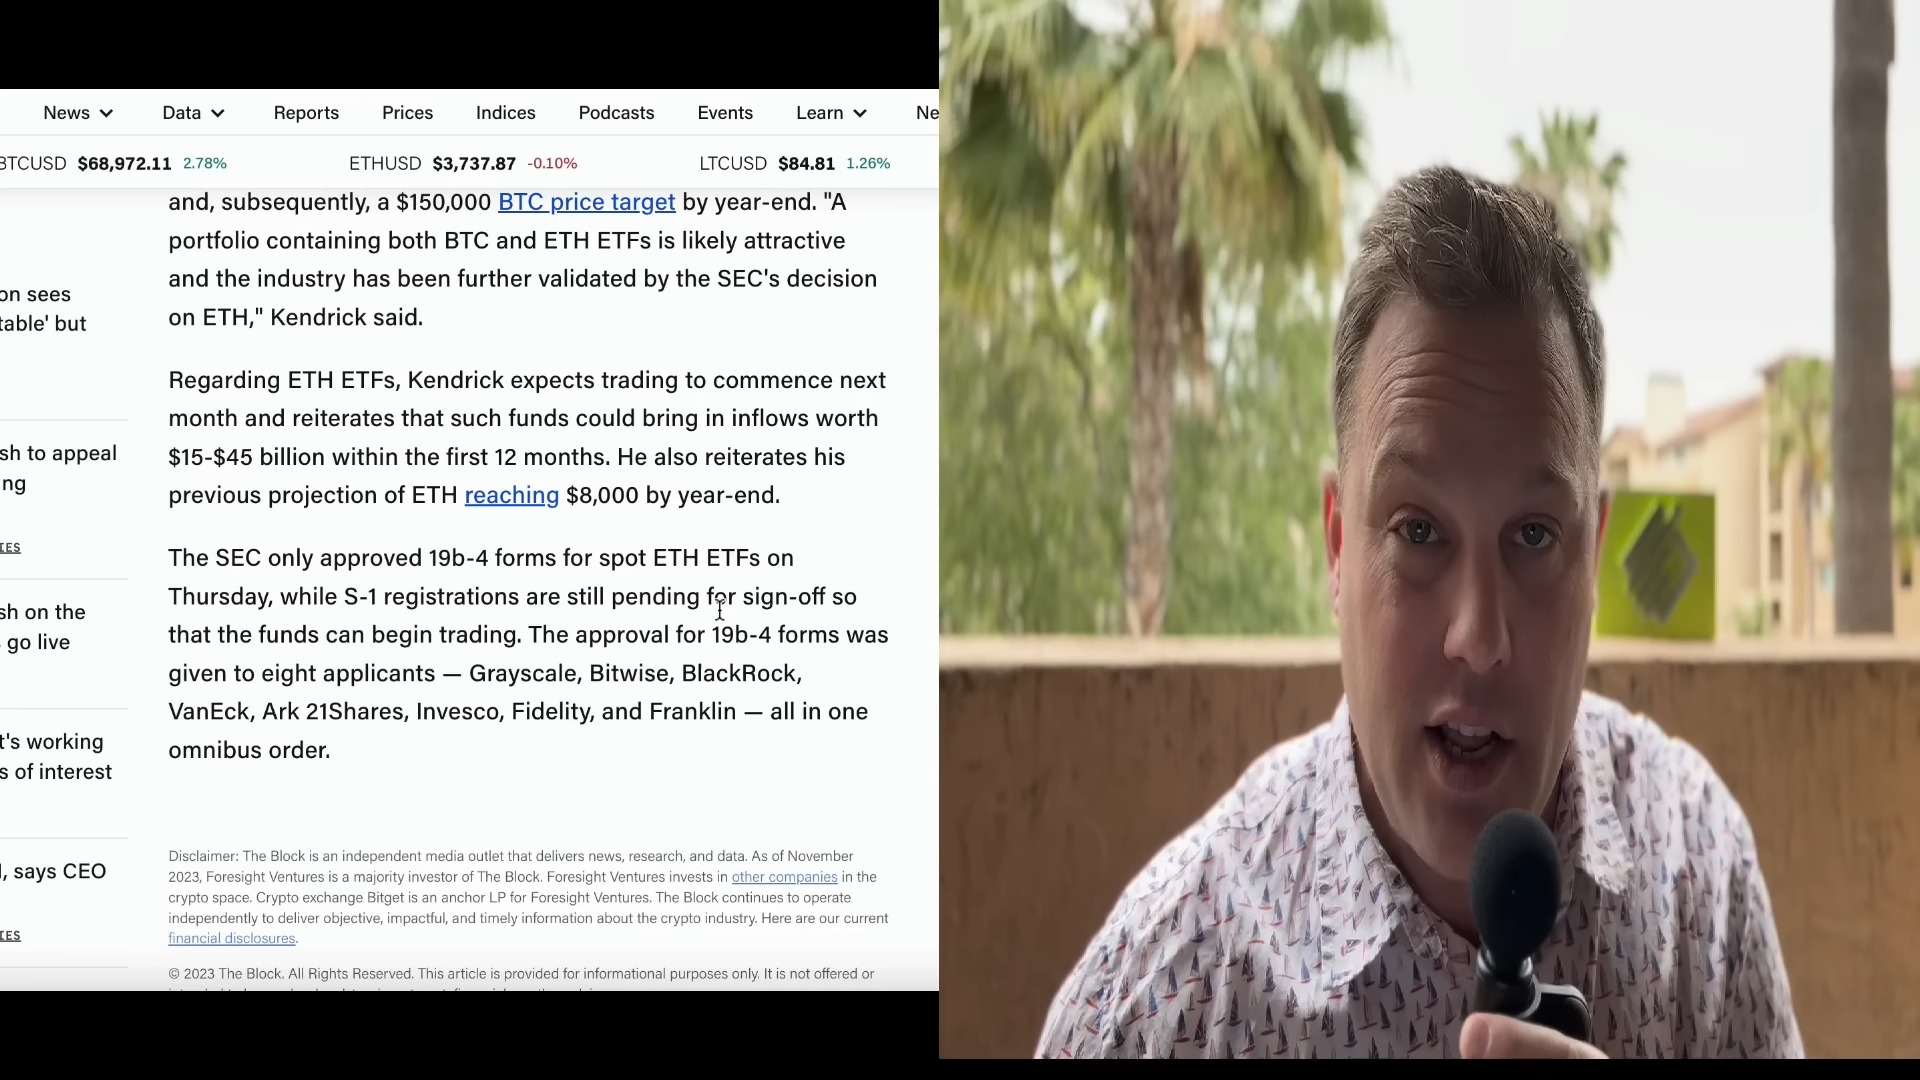 News Data Reports Prices Indices Podcasts Events Learn Ne
BTCUSD $68,972.11 2.78% ETHUSD $3,737.87 -0.10% LTCUSD $84.81 1.26%
and, subsequently, a $150,000 BTC price target by year-end. "A
portfolio containing both BTC and ETH ETFs is likely attractive
and the industry has been further validated by the SEC's decision
on ETH," Kendrick said.
Regarding ETH ETFs, Kendrick expects trading to commence next
month and reiterates that such funds could bring in inflows worth
$15-$45 billion within the first 12 months. He also reiterates his
previous projection of ETH reaching $8,000 by year-end.
The SEC only approved 19b-4 forms for spot ETH ETFs on
Thursday, while S-1 registrations are still pending for sign-off so
that the funds can begin trading. The approval for 19b-4 forms was
given to eight applicants — Grayscale, Bitwise, BlackRock,
VanEck, Ark 21Shares, Invesco, Fidelity, and Franklin — all in one
omnibus order.
Disclaimer: The Block is an independent media outlet that delivers news, research, and data. As of November
2023, Foresight Ventures is a majority investor of The Block. Foresight Ventures invests in other companies in the
crypto space. Crypto exchange Bitget is an anchor LP for Foresight Ventures. The Block continues to operate
independently to deliver objective, impactful, and timely information about the crypto industry. Here are our current
financial disclosures.
© 2023 The Block. All Rights Reserved. This article is provided for informational purposes only. It is not offered or
on sees
table' but
sh to appeal
ng
IES
sh on the
go live
t's working
s of interest
, says CEO
IES